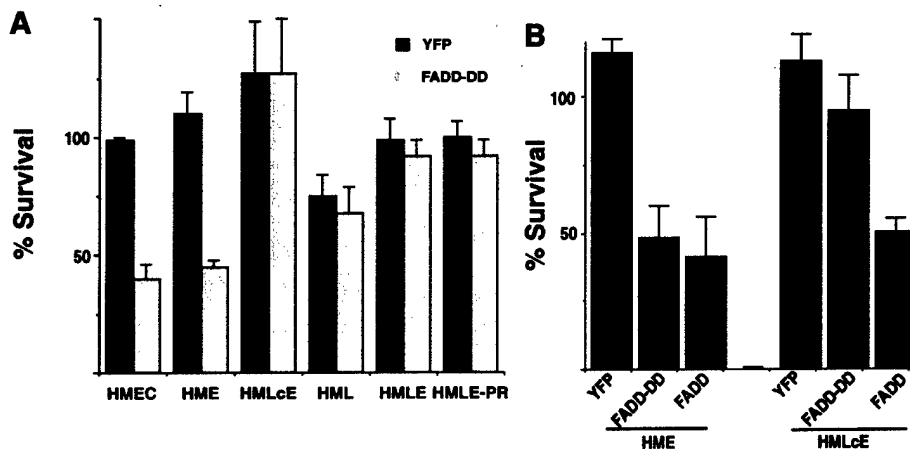 A
YFP
FADD-DD
% Survival
100
50
HMEC HME HMLcE HML HMLE HMLE-PR
B
% Survival
100
50
YFP FADD-DD FADD YFP FADD-DD FADD
HME HMLcE